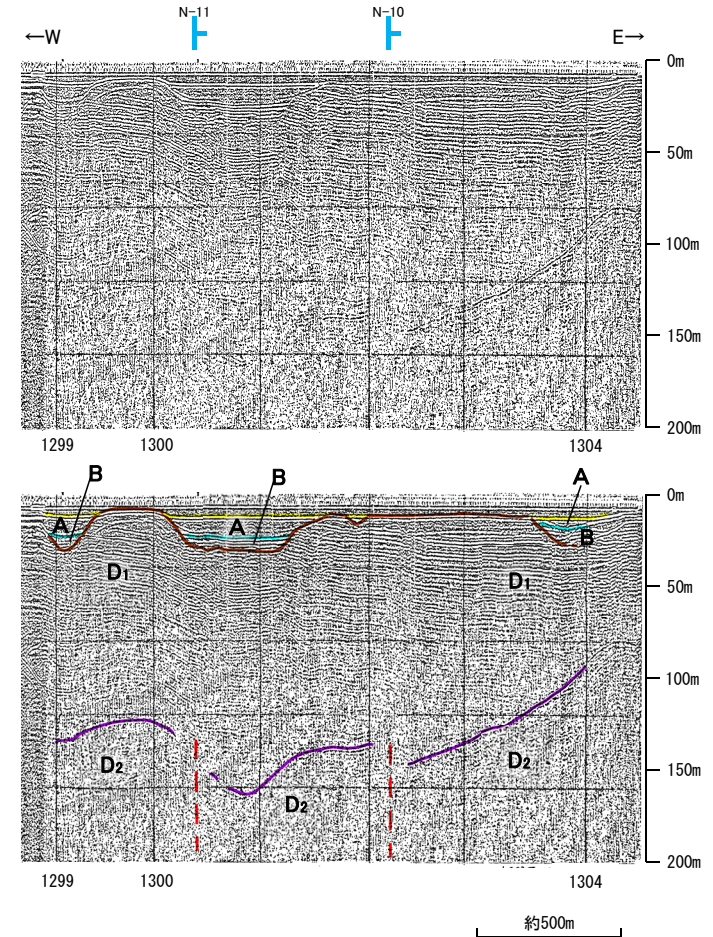 N-11 N-10
←W E→
0m
50m
100m
150m
200m
1299 1300 1304
B B A
0m
A A B
D1 D1
50m
100m
D2 D2 D2
150m
200m
1299 1300 1304
約500m